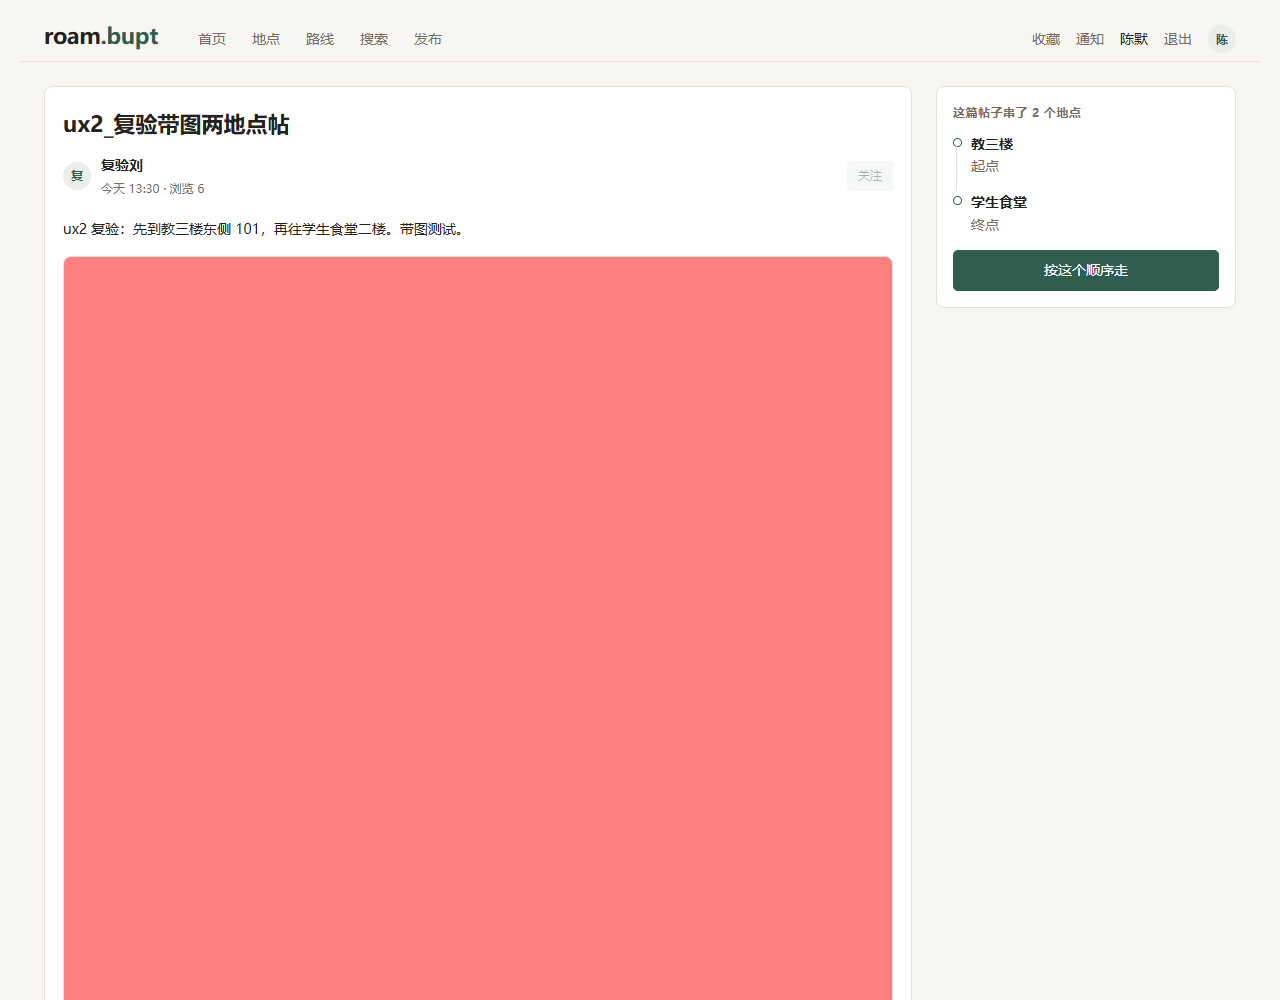 roam.bupt 首页 地点 路线 搜索 发布 收藏 通知 陈默 退出 陈
ux2_复验带图两地点帖
复 复验刘
今天 13:30 · 浏览 6
关注
ux2 复验：先到教三楼东侧 101，再往学生食堂二楼。带图测试。
这篇帖子串了 2 个地点
教三楼
起点
学生食堂
终点
按这个顺序走